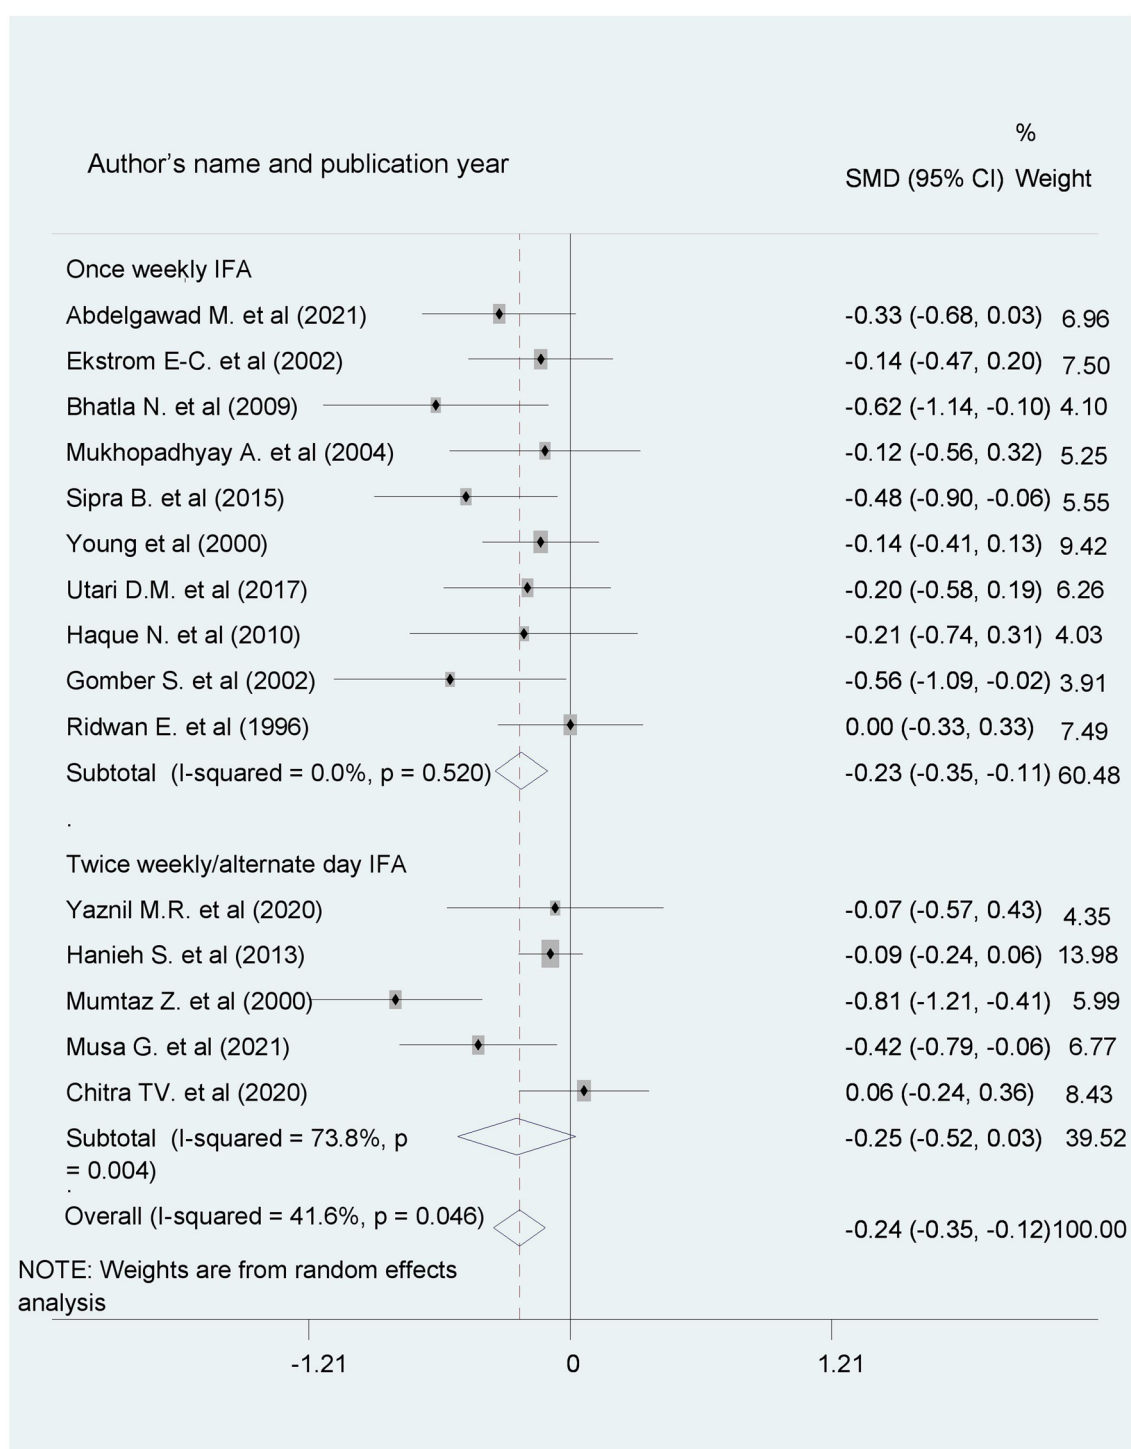 %
Author's name and publication year
SMD (95% CI) Weight
Once weekly IFA
Abdelgawad M. et al (2021) -0.33 (-0.68, 0.03) 6.96
Ekstrom E-C. et al (2002) -0.14 (-0.47, 0.20) 7.50
Bhatla N. et al (2009) -0.62 (-1.14, -0.10) 4.10
Mukhopadhyay A. et al (2004) -0.12 (-0.56, 0.32) 5.25
Sipra B. et al (2015) -0.48 (-0.90, -0.06) 5.55
Young et al (2000) -0.14 (-0.41, 0.13) 9.42
Utari D.M. et al (2017) -0.20 (-0.58, 0.19) 6.26
Haque N. et al (2010) -0.21 (-0.74, 0.31) 4.03
Gomber S. et al (2002) -0.56 (-1.09, -0.02) 3.91
Ridwan E. et al (1996) 0.00 (-0.33, 0.33) 7.49
Subtotal (I-squared = 0.0%, p = 0.520) -0.23 (-0.35, -0.11) 60.48
.
Twice weekly/alternate day IFA
Yaznil M.R. et al (2020) -0.07 (-0.57, 0.43) 4.35
Hanieh S. et al (2013) -0.09 (-0.24, 0.06) 13.98
Mumtaz Z. et al (2000) -0.81 (-1.21, -0.41) 5.99
Musa G. et al (2021) -0.42 (-0.79, -0.06) 6.77
Chitra TV. et al (2020) 0.06 (-0.24, 0.36) 8.43
Subtotal (I-squared = 73.8%, p -0.25 (-0.52, 0.03) 39.52
= 0.004)
.
Overall (I-squared = 41.6%, p = 0.046) -0.24 (-0.35, -0.12) 100.00
NOTE: Weights are from random effects
analysis
-1.21 0 1.21